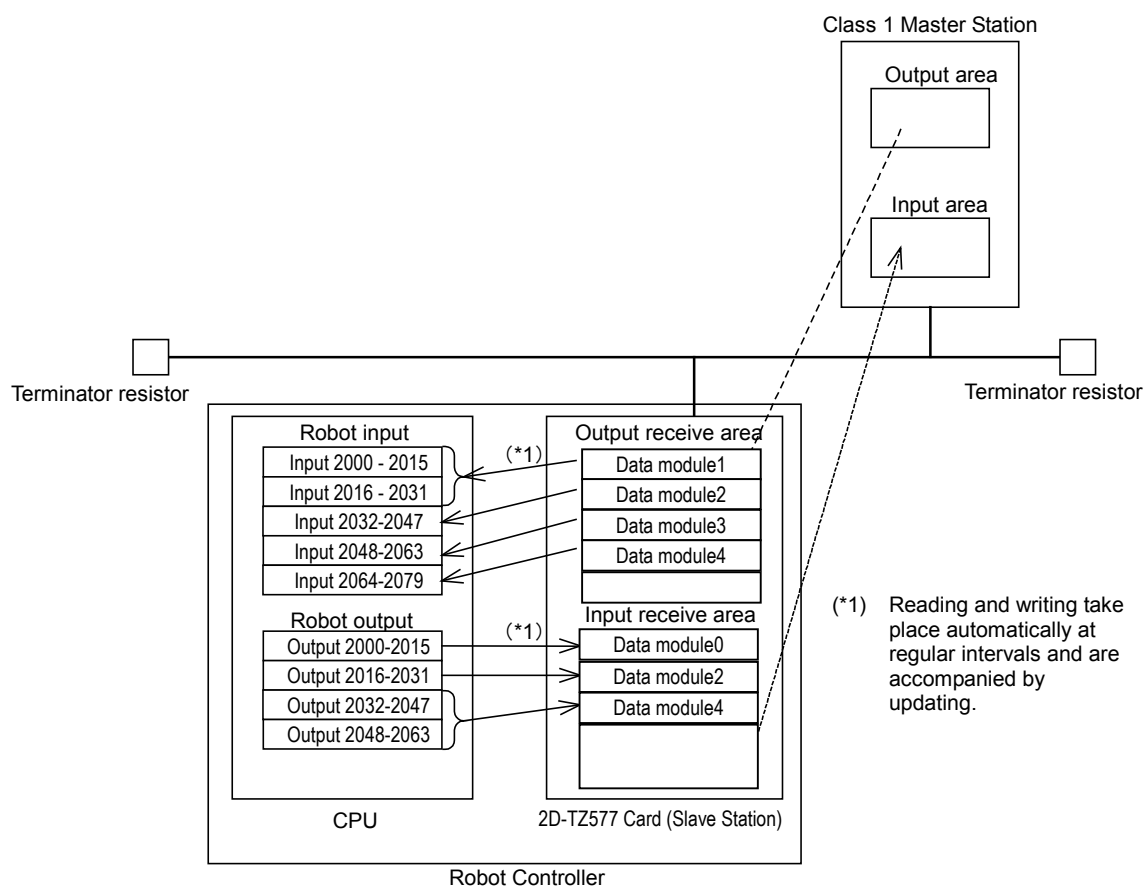 Class 1 Master Station
Output area
Input area
Terminator resistor
Terminator resistor
Robot input
Input 2000 - 2015
Input 2016 - 2031
Input 2032-2047
Input 2048-2063
Input 2064-2079
(*1)
Output receive area
Data module1
Data module2
Data module3
Data module4
Robot output
Output 2000-2015
Output 2016-2031
Output 2032-2047
Output 2048-2063
(*1)
Input receive area
Data module0
Data module2
Data module4
(*1) Reading and writing take
place automatically at
regular intervals and are
accompanied by
updating.
CPU
2D-TZ577 Card (Slave Station)
Robot Controller